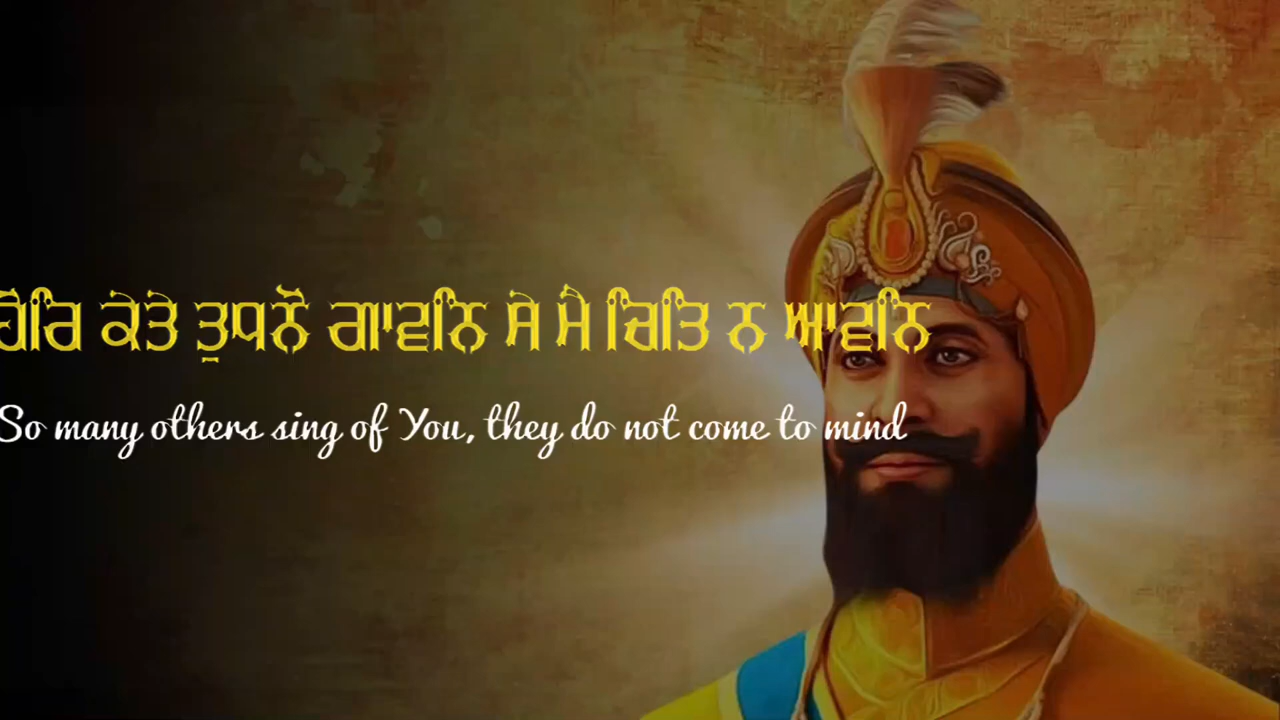 ਹੋਰਿ ਕੇਤੇ ਤੁਧਨੋ ਗਾਵਨਿ ਸੇ ਮੈ ਚਿਤਿ ਨ ਆਵਨਿ
So many others sing of You, they do not come to mind